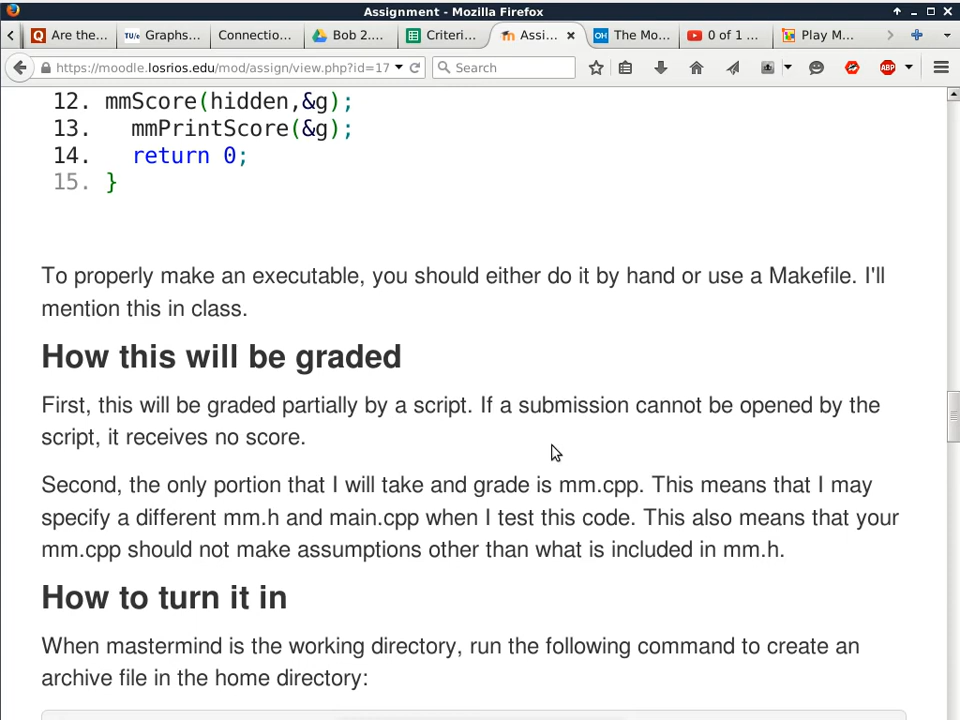 Assignment - Mozilla Firefox
Are the...
TU/e Graphs...
Connectio...
Bob 2....
Criteri...
Assi...
OH The Mo...
0 of 1 ...
Play M...
https://moodle.losrios.edu/mod/assign/view.php?id=17
Search
ABP
12. mmScore(hidden,&g);
13. mmPrintScore(&g);
14. return 0;
15. }
To properly make an executable, you should either do it by hand or use a Makefile. I'll
mention this in class.
How this will be graded
First, this will be graded partially by a script. If a submission cannot be opened by the
script, it receives no score.
Second, the only portion that I will take and grade is mm.cpp. This means that I may
specify a different mm.h and main.cpp when I test this code. This also means that your
mm.cpp should not make assumptions other than what is included in mm.h.
How to turn it in
When mastermind is the working directory, run the following command to create an
archive file in the home directory: